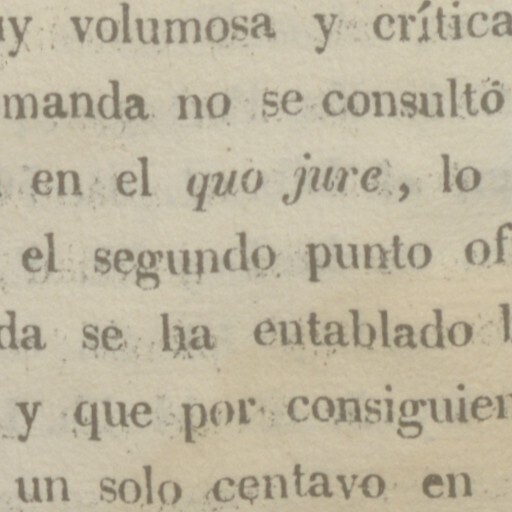 uy volumosa y crítica
manda no se consultó
en el quo jure, lo
el segundo punto of
da se ha entablado
y que por consiguien
un solo centavo en